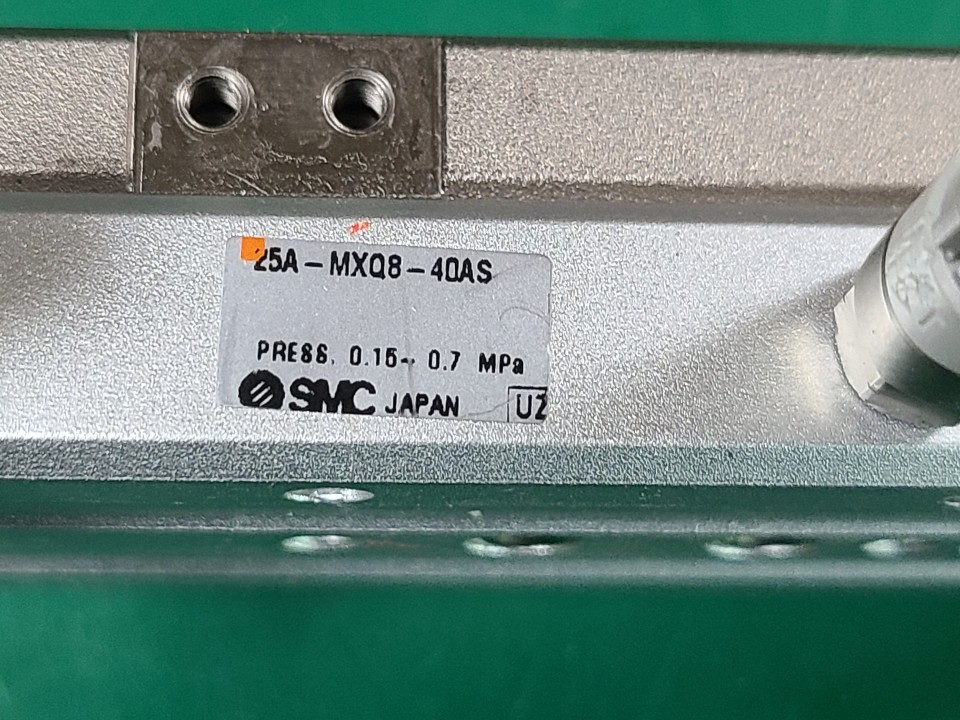 25A-MXQ8-40AS
PRESS. 0.15~ 0.7 MPa
SMC JAPAN UZ